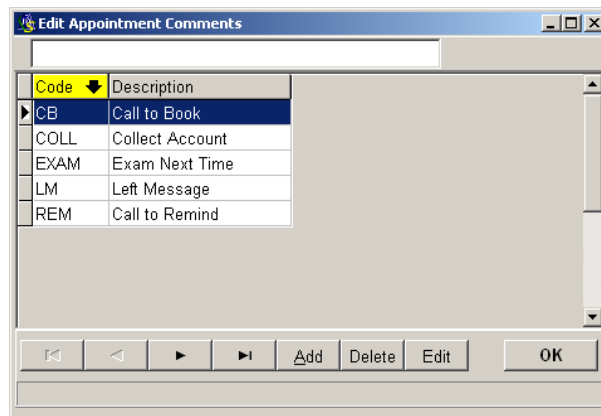 Edit Appointment Comments
Code Description
CB Call to Book
COLL Collect Account
EXAM Exam Next Time
LM Left Message
REM Call to Remind
Add Delete Edit OK